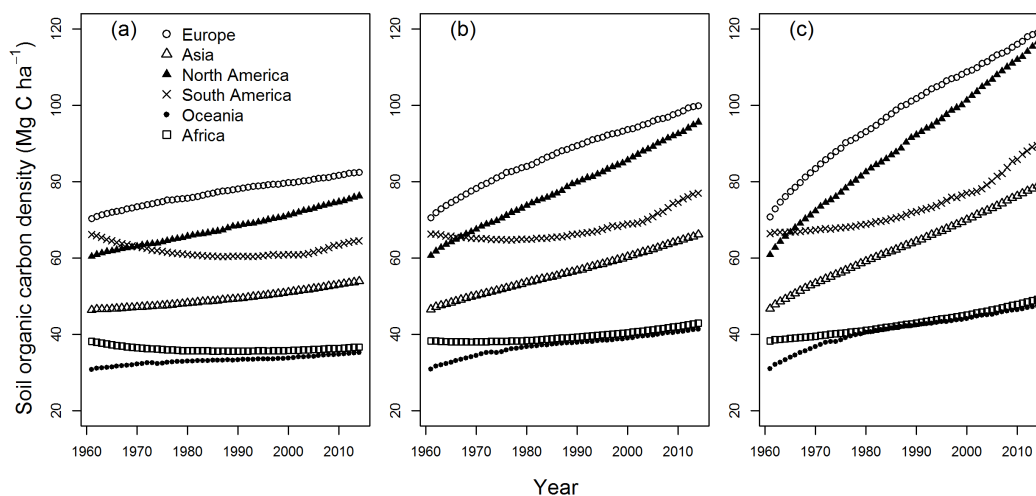 (a)
(b)
(c)
Europe
Asia
North America
South America
Oceania
Africa
Soil organic carbon density (Mg C ha⁻¹)
20 40 60 80 100 120
20 40 60 80 100 120
20 40 60 80 100 120
1960 1970 1980 1990 2000 2010
1960 1970 1980 1990 2000 2010
1960 1970 1980 1990 2000 2010
Year